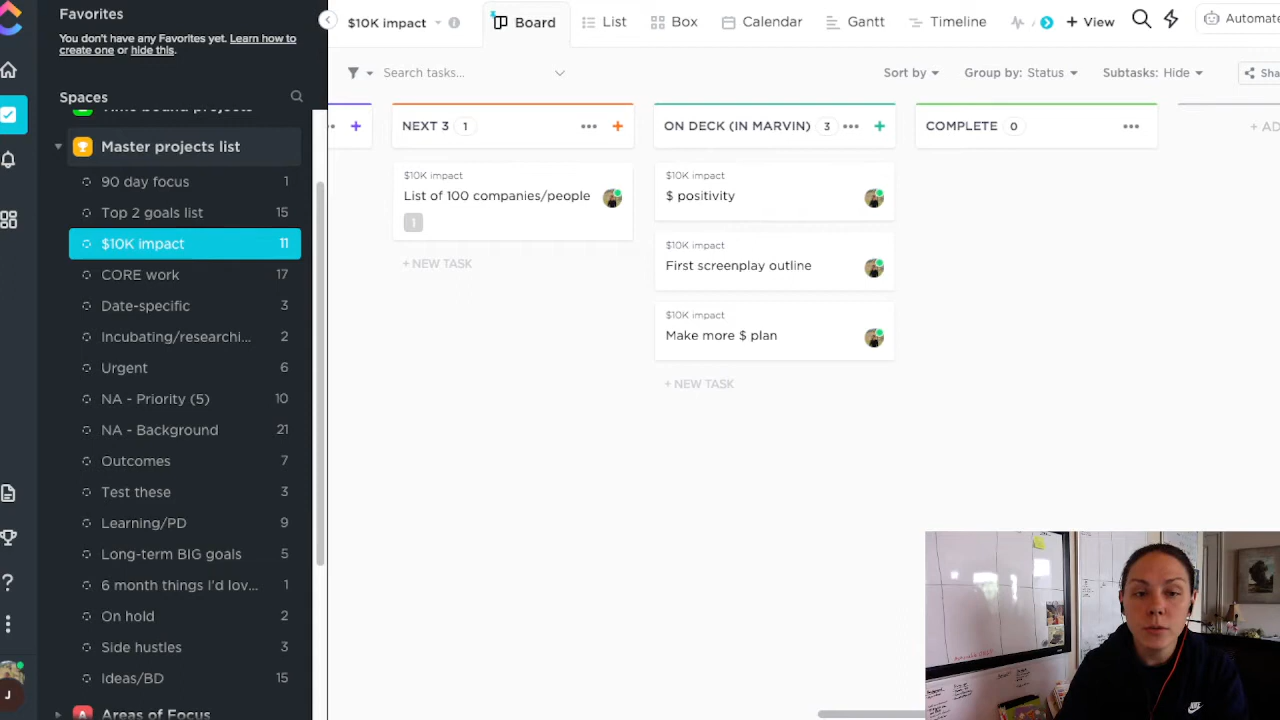 Favorites
You don't have any Favorites yet. Learn how to
create one or hide this.
Spaces
Master projects list
90 day focus 1
Top 2 goals list 15
$10K impact 11
CORE work 17
Date-specific 3
Incubating/researchi... 2
Urgent 6
NA - Priority (5) 10
NA - Background 21
Outcomes 7
Test these 3
Learning/PD 9
Long-term BIG goals 5
6 month things I'd lov... 1
On hold 2
Side hustles 3
Ideas/BD 15
Areas of Focus
J
$10K impact
Board
List
Box
Calendar
Gantt
Timeline
+ View
Automat
Search tasks...
Sort by
Group by: Status
Subtasks: Hide
Sha
NEXT 3 1
$10K impact
List of 100 companies/people
1
+ NEW TASK
ON DECK (IN MARVIN) 3
$10K impact
$ positivity
$10K impact
First screenplay outline
$10K impact
Make more $ plan
+ NEW TASK
COMPLETE 0
+ AD